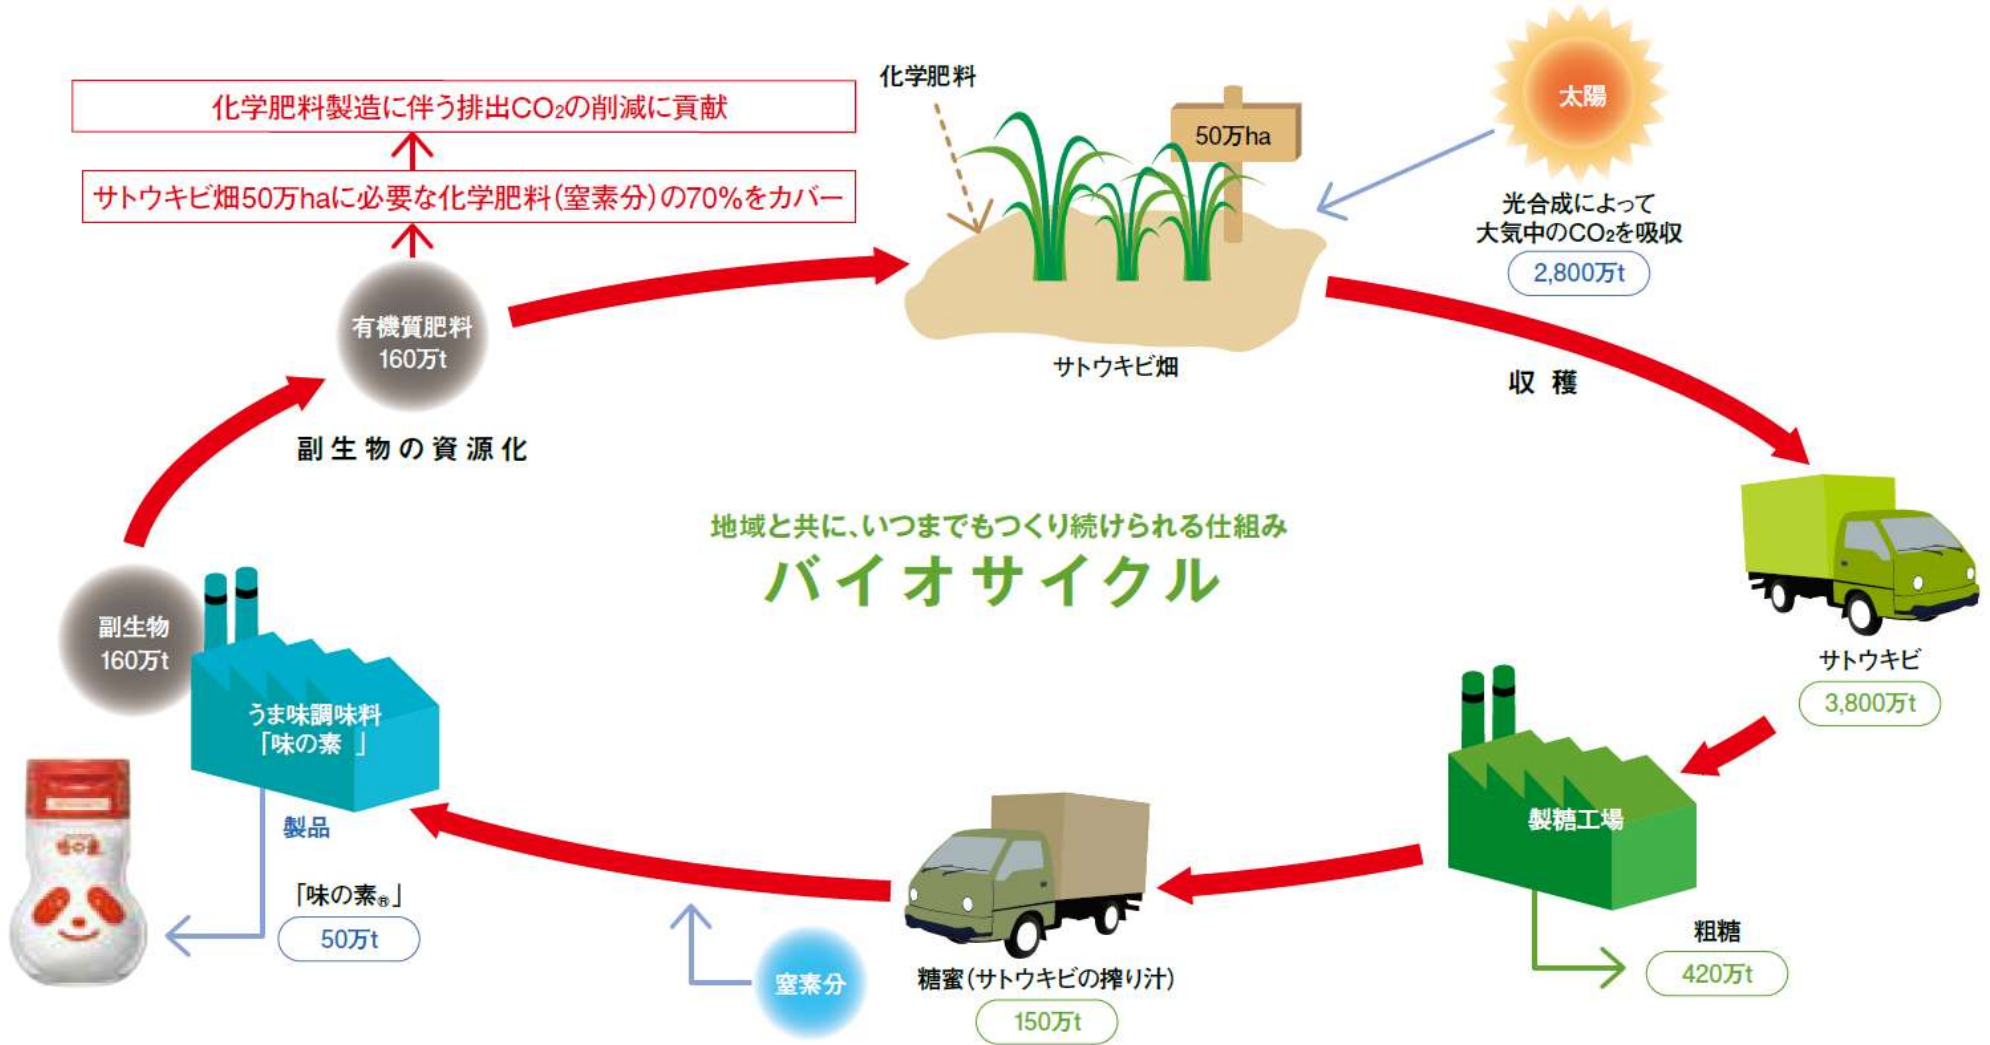 化学肥料製造に伴う排出CO₂の削減に貢献
サトウキビ畑50万haに必要な化学肥料(窒素分)の70%をカバー
有機質肥料
160万t
副生物の資源化
化学肥料
50万ha
サトウキビ畑
太陽
光合成によって
大気中のCO₂を吸収
2,800万t
収穫
地域と共に、いつまでもつくり続けられる仕組み
バイオサイクル
サトウキビ
3,800万t
製糖工場
粗糖
420万t
糖蜜(サトウキビの搾り汁)
150万t
窒素分
副生物
160万t
うま味調味料
「味の素 」
製品
「味の素®」
50万t
味の素